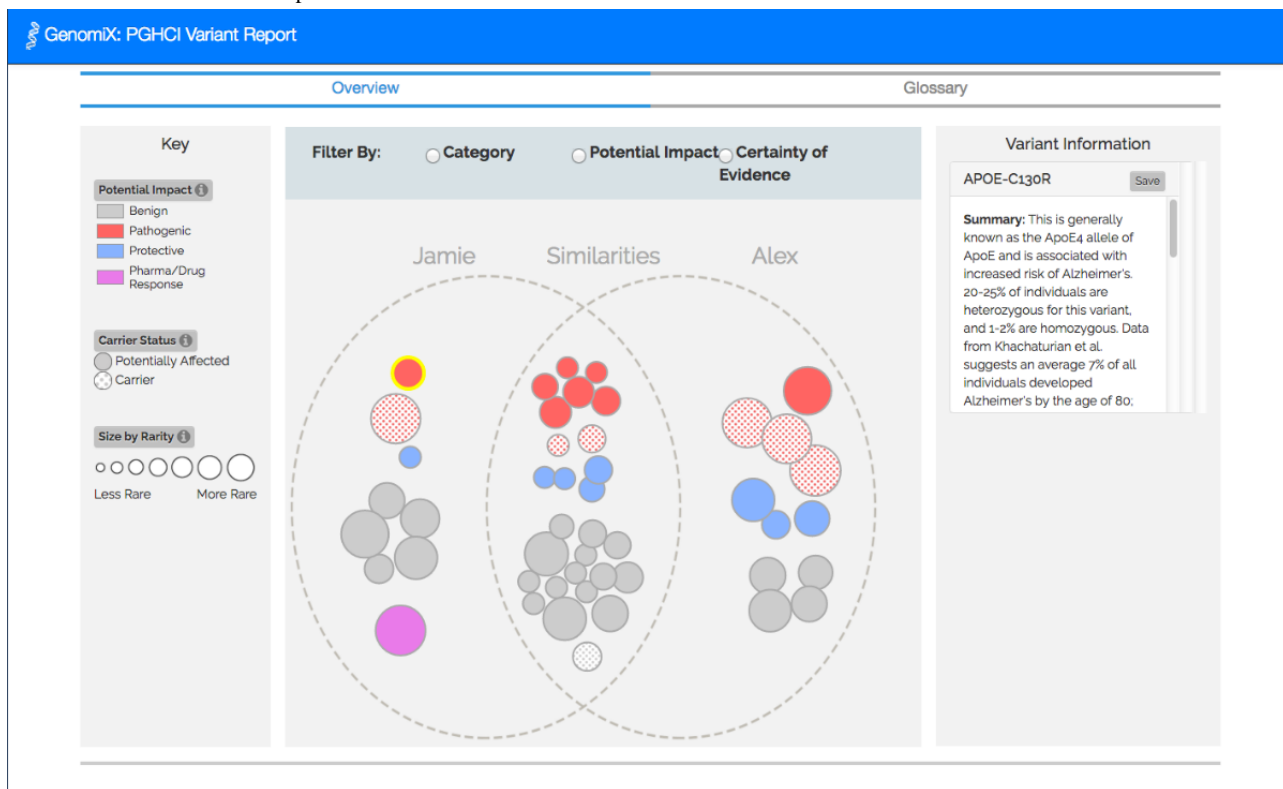 GenomiX: PGHCI Variant Report
Overview
Glossary
Key
Potential Impact
Benign
Pathogenic
Protective
Pharma/Drug
Response
Carrier Status
Potentially Affected
Carrier
Size by Rarity
Less Rare
More Rare
Filter By:
Category
Potential Impact
Certainty of
Evidence
Jamie
Similarities
Alex
Variant Information
APOE-C130R
Save
Summary: This is generally
known as the ApoE4 allele of
ApoE and is associated with
increased risk of Alzheimer's.
20-25% of individuals are
heterozygous for this variant,
and 1-2% are homozygous. Data
from Khachaturian et al.
suggests an average 7% of all
individuals developed
Alzheimer's by the age of 80;